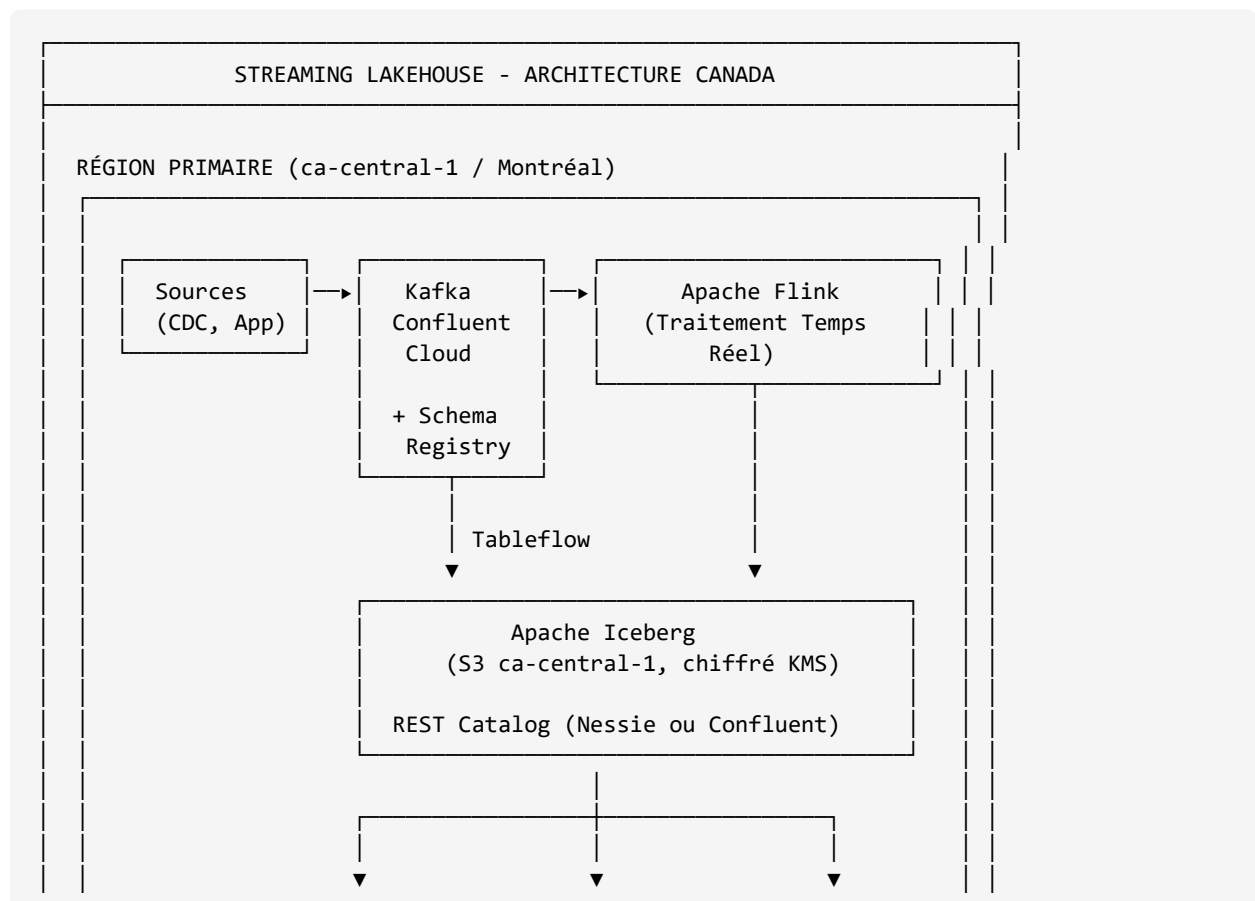 STREAMING LAKEHOUSE - ARCHITECTURE CANADA
RÉGION PRIMAIRE (ca-central-1 / Montréal)
Sources
(CDC, App)
Kafka
Confluent
Cloud
+ Schema
Registry
Apache Flink
(Traitement Temps
Réel)
Tableflow
Apache Iceberg
(S3 ca-central-1, chiffré KMS)
REST Catalog (Nessie ou Confluent)